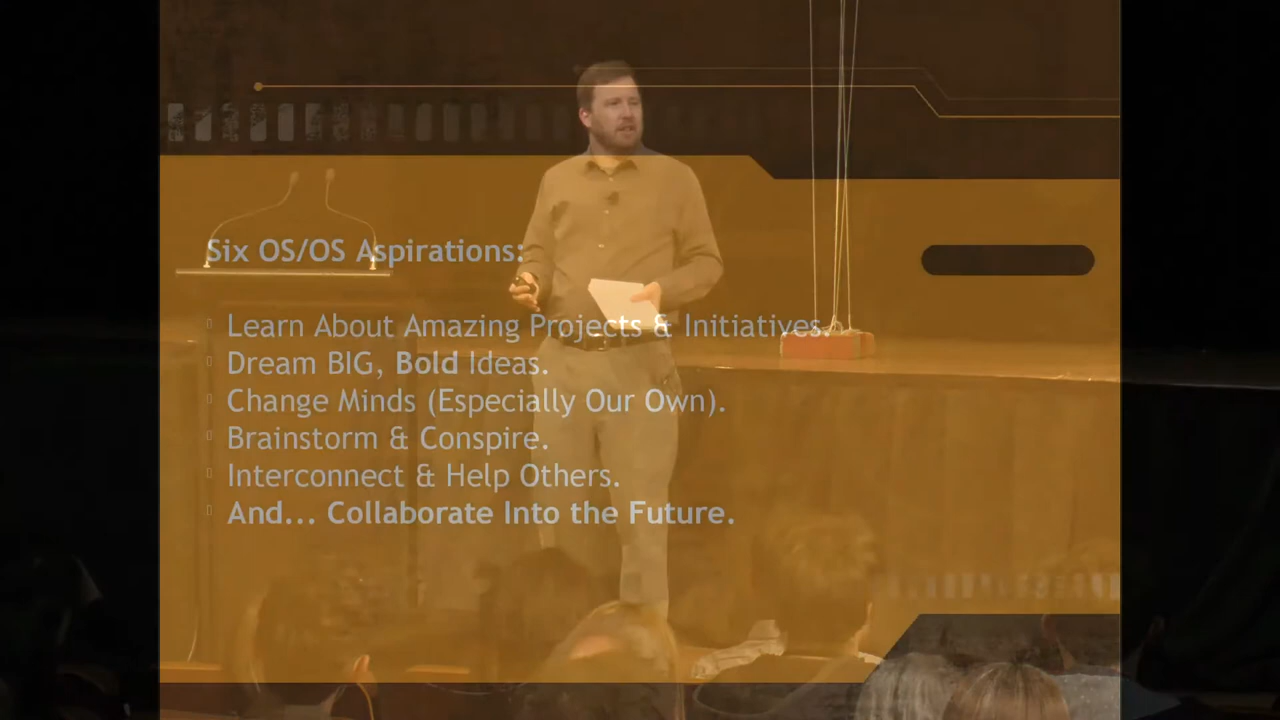 Six OS/OS Aspirations:
Learn About Amazing Projects & Initiatives.
Dream BIG, Bold Ideas.
Change Minds (Especially Our Own).
Brainstorm & Conspire.
Interconnect & Help Others.
And... Collaborate Into the Future.